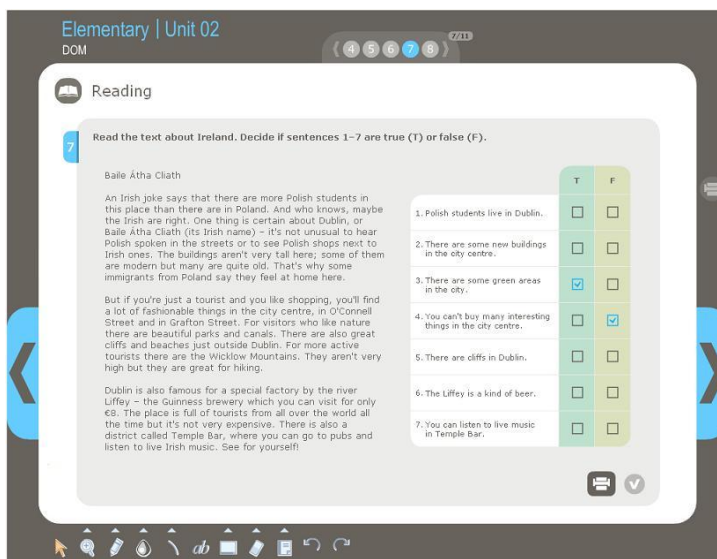 Elementary | Unit 02
DOM
4 5 6 7 8
7/11
Reading
7
Read the text about Ireland. Decide if sentences 1–7 are true (T) or false (F).
Baile Átha Cliath
An Irish joke says that there are more Polish students in
this place than there are in Poland. And who knows, maybe
the Irish are right. One thing is certain about Dublin, or
Baile Átha Cliath (its Irish name) – it's not unusual to hear
Polish spoken in the streets or to see Polish shops next to
Irish ones. The buildings aren't very tall here; some of them
are modern but many are quite old. That's why some
immigrants from Poland say they feel at home here.
But if you're just a tourist and you like shopping, you'll find
a lot of fashionable things in the city centre, in O'Connell
Street and in Grafton Street. For visitors who like nature
there are beautiful parks and canals. There are also great
cliffs and beaches just outside Dublin. For more active
tourists there are the Wicklow Mountains. They aren't very
high but they are great for hiking.
Dublin is also famous for a special factory by the river
Liffey – the Guinness brewery which you can visit for only
€8. The place is full of tourists from all over the world all
the time but it's not very expensive. There is also a
district called Temple Bar, where you can go to pubs and
listen to live Irish music. See for yourself!
T F
1. Polish students live in Dublin.
2. There are some new buildings
in the city centre.
3. There are some green areas
in the city.
4. You can't buy many interesting
things in the city centre.
5. There are cliffs in Dublin.
6. The Liffey is a kind of beer.
7. You can listen to live music
in Temple Bar.
ab